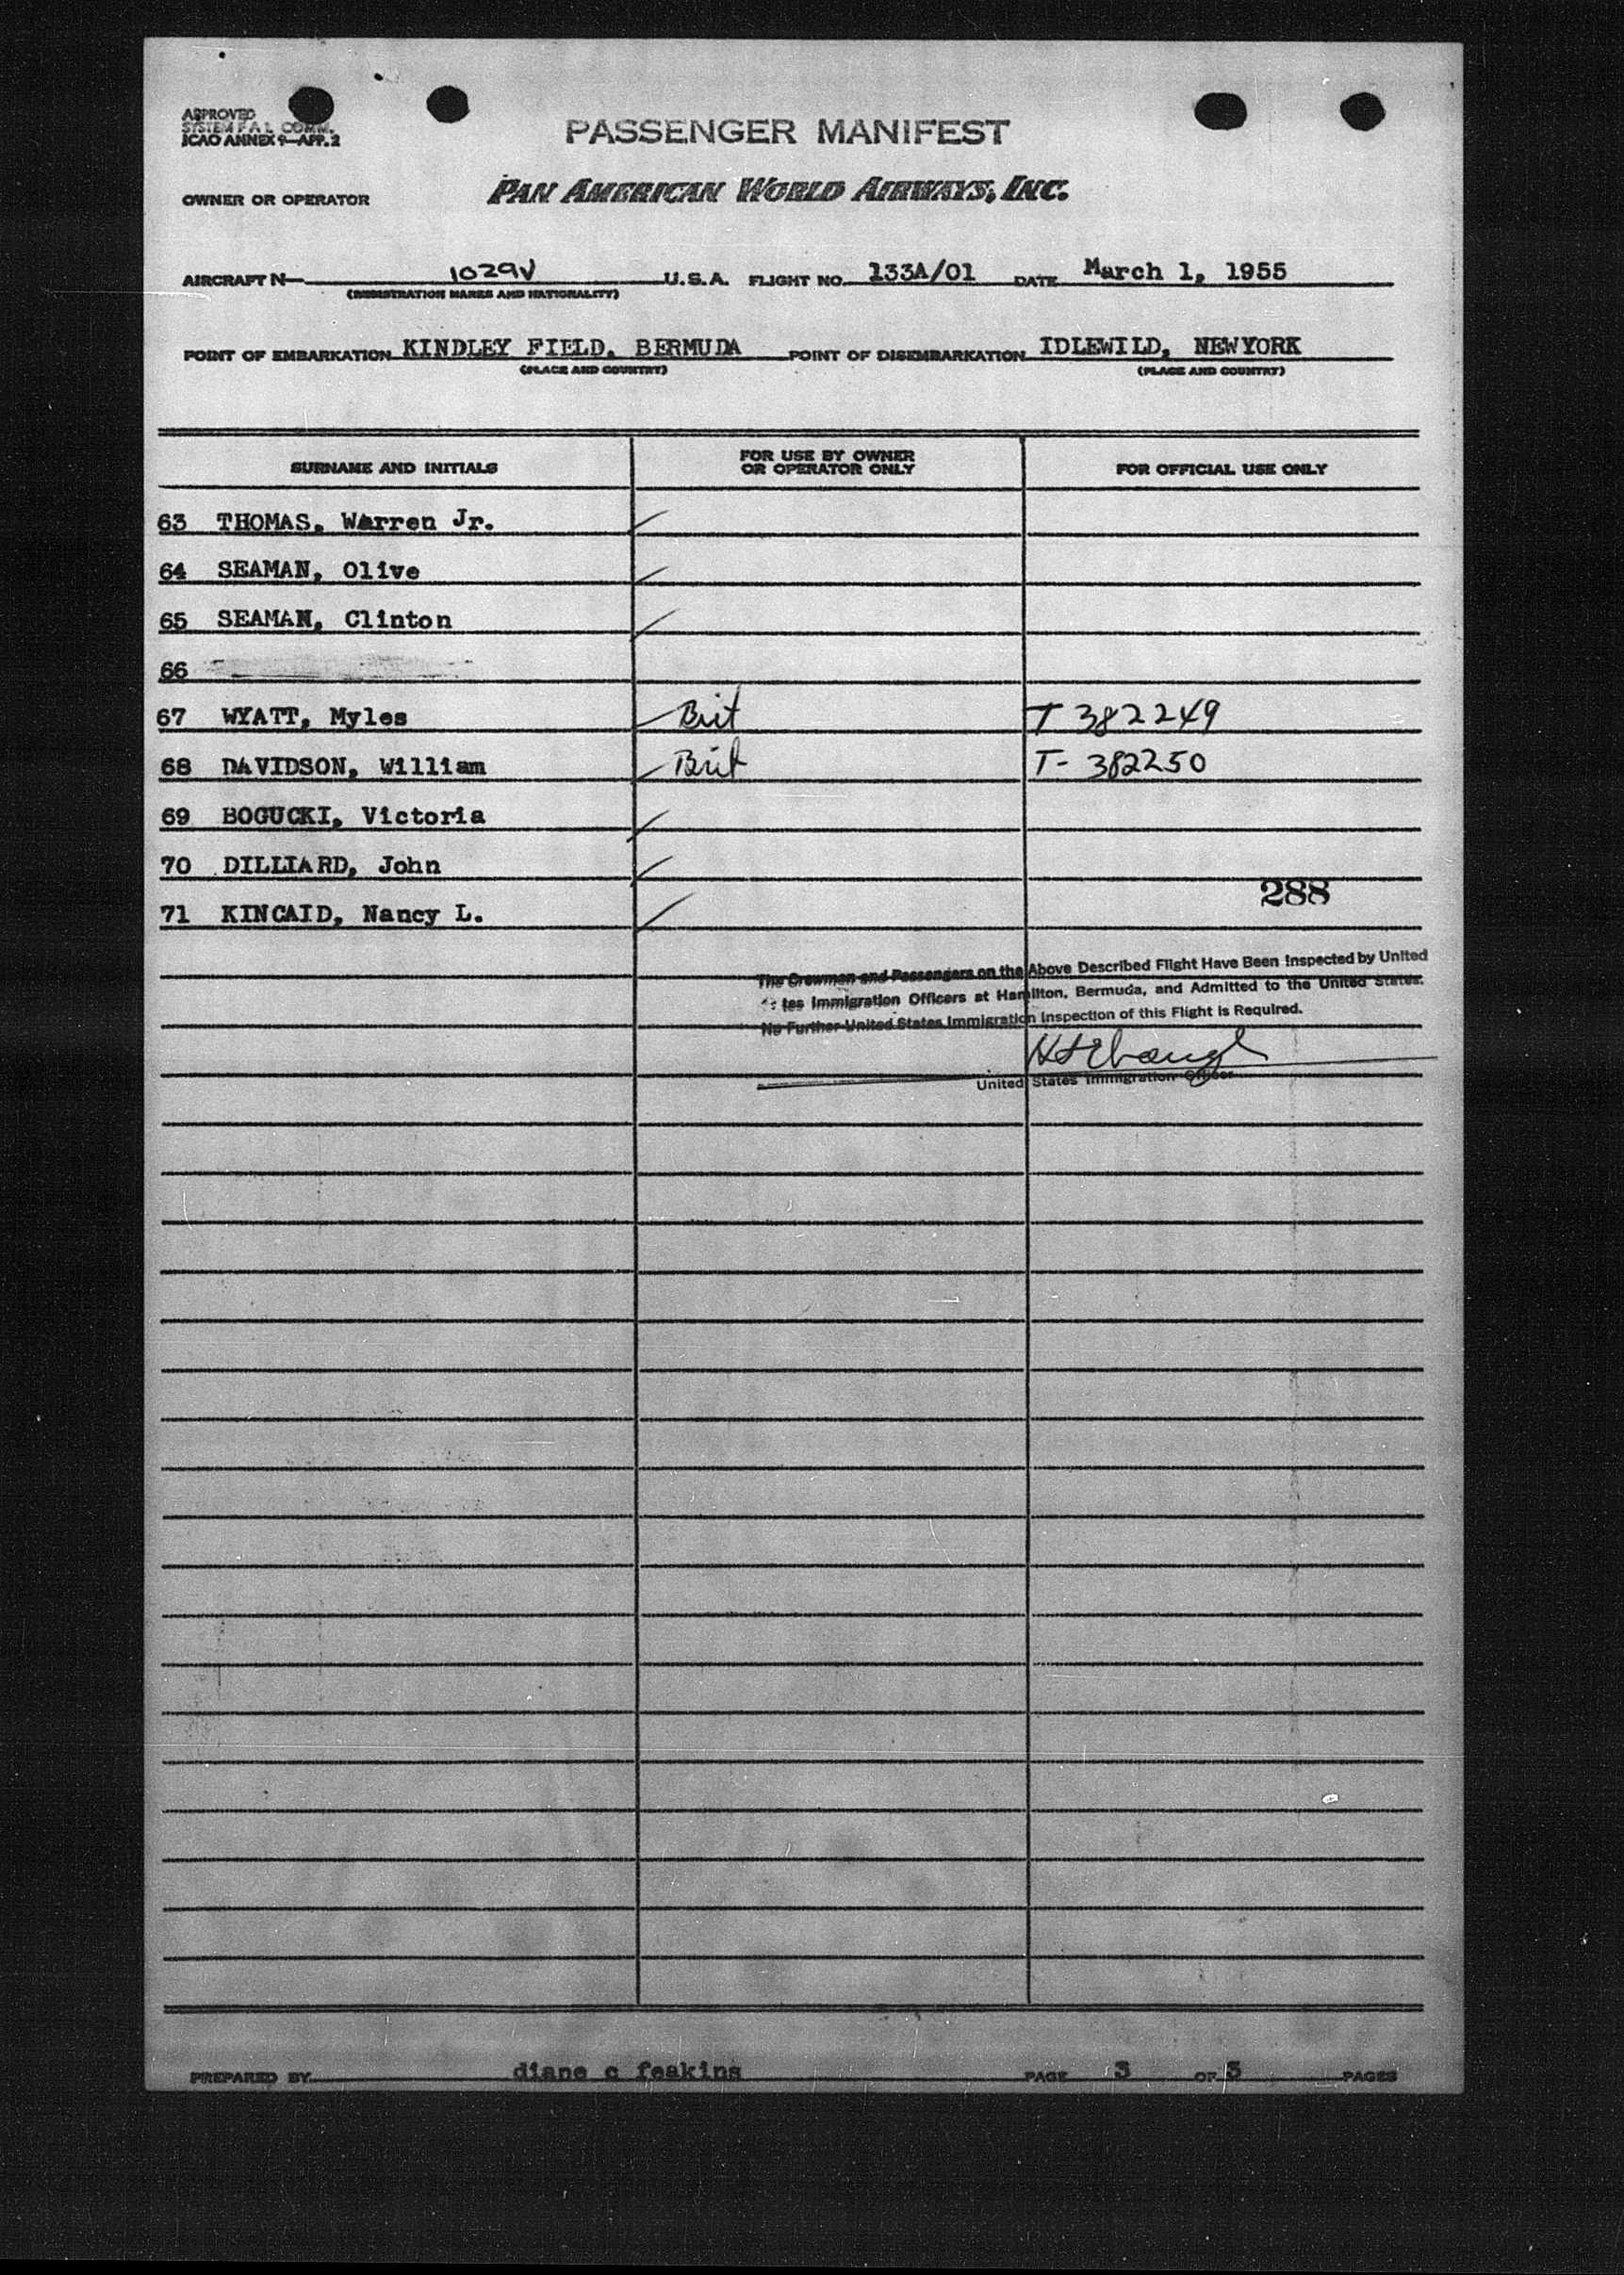 APPROVED
SYSTEM F A L COMM.
ICAO ANNEX 9—APP. 2
PASSENGER MANIFEST
OWNER OR OPERATOR PAN AMERICAN WORLD AIRWAYS, INC.
AIRCRAFT N— 1029V U.S.A. FLIGHT NO. 133A/01 DATE March 1, 1955
(REGISTRATION MARKS AND NATIONALITY)
POINT OF EMBARKATION KINDLEY FIELD, BERMUDA POINT OF DISEMBARKATION IDLEWILD, NEWYORK
(PLACE AND COUNTRY) (PLACE AND COUNTRY)
SURNAME AND INITIALS FOR USE BY OWNER OR OPERATOR ONLY FOR OFFICIAL USE ONLY
63 THOMAS, Warren Jr.
64 SEAMAN, Olive
65 SEAMAN, Clinton
66
67 WYATT, Myles Brit T 382249
68 DAVIDSON, William Brit T- 382250
69 BOGUCKI, Victoria
70 DILLIARD, John
288
71 KINCAID, Nancy L.
The Crewmen and Passengers on the Above Described Flight Have Been Inspected by United
tes Immigration Officers at Hamilton, Bermuda, and Admitted to the United States.
No Further United States Immigration Inspection of this Flight is Required.
United States Immigration Officer
PREPARED BY diane c feakins PAGE 3 OF 3 PAGES